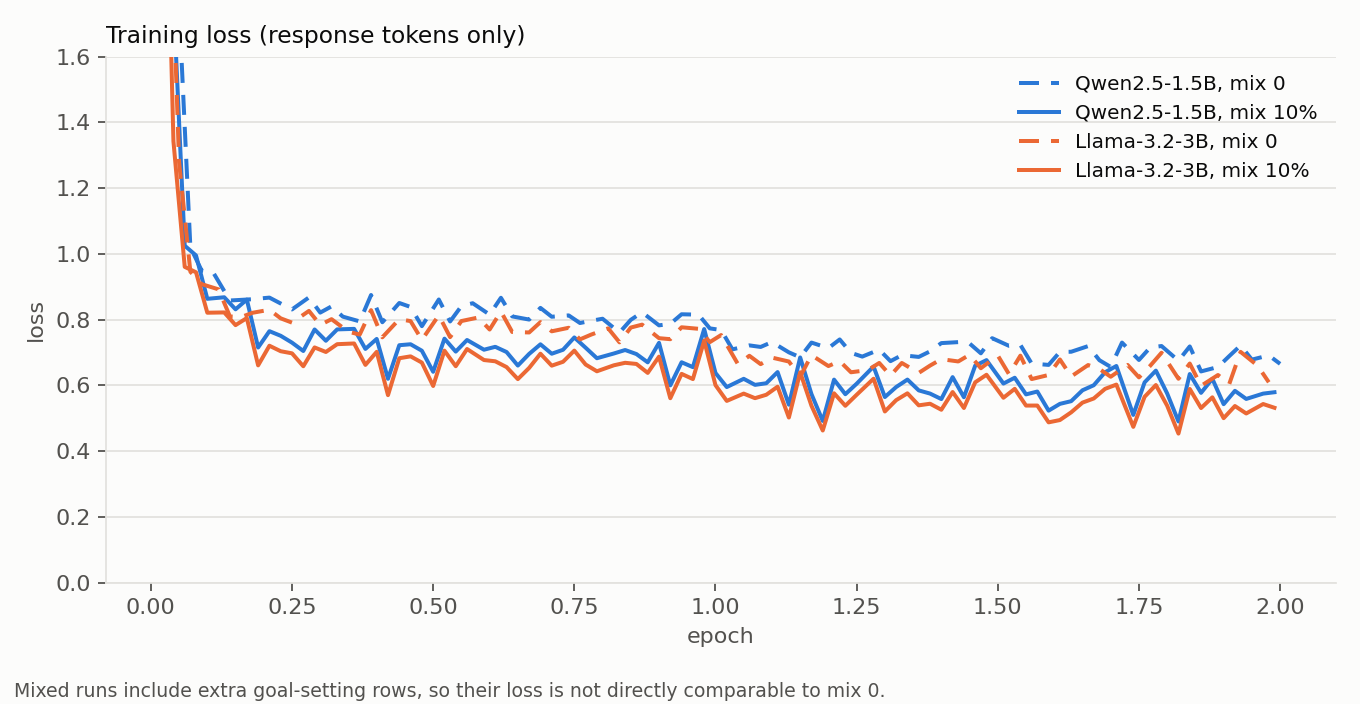 Training loss (response tokens only)
1.6
1.4
1.2
1.0
0.8
0.6
0.4
0.2
0.0
loss
Qwen2.5-1.5B, mix 0
Qwen2.5-1.5B, mix 10%
Llama-3.2-3B, mix 0
Llama-3.2-3B, mix 10%
0.00 0.25 0.50 0.75 1.00 1.25 1.50 1.75 2.00
epoch
Mixed runs include extra goal-setting rows, so their loss is not directly comparable to mix 0.